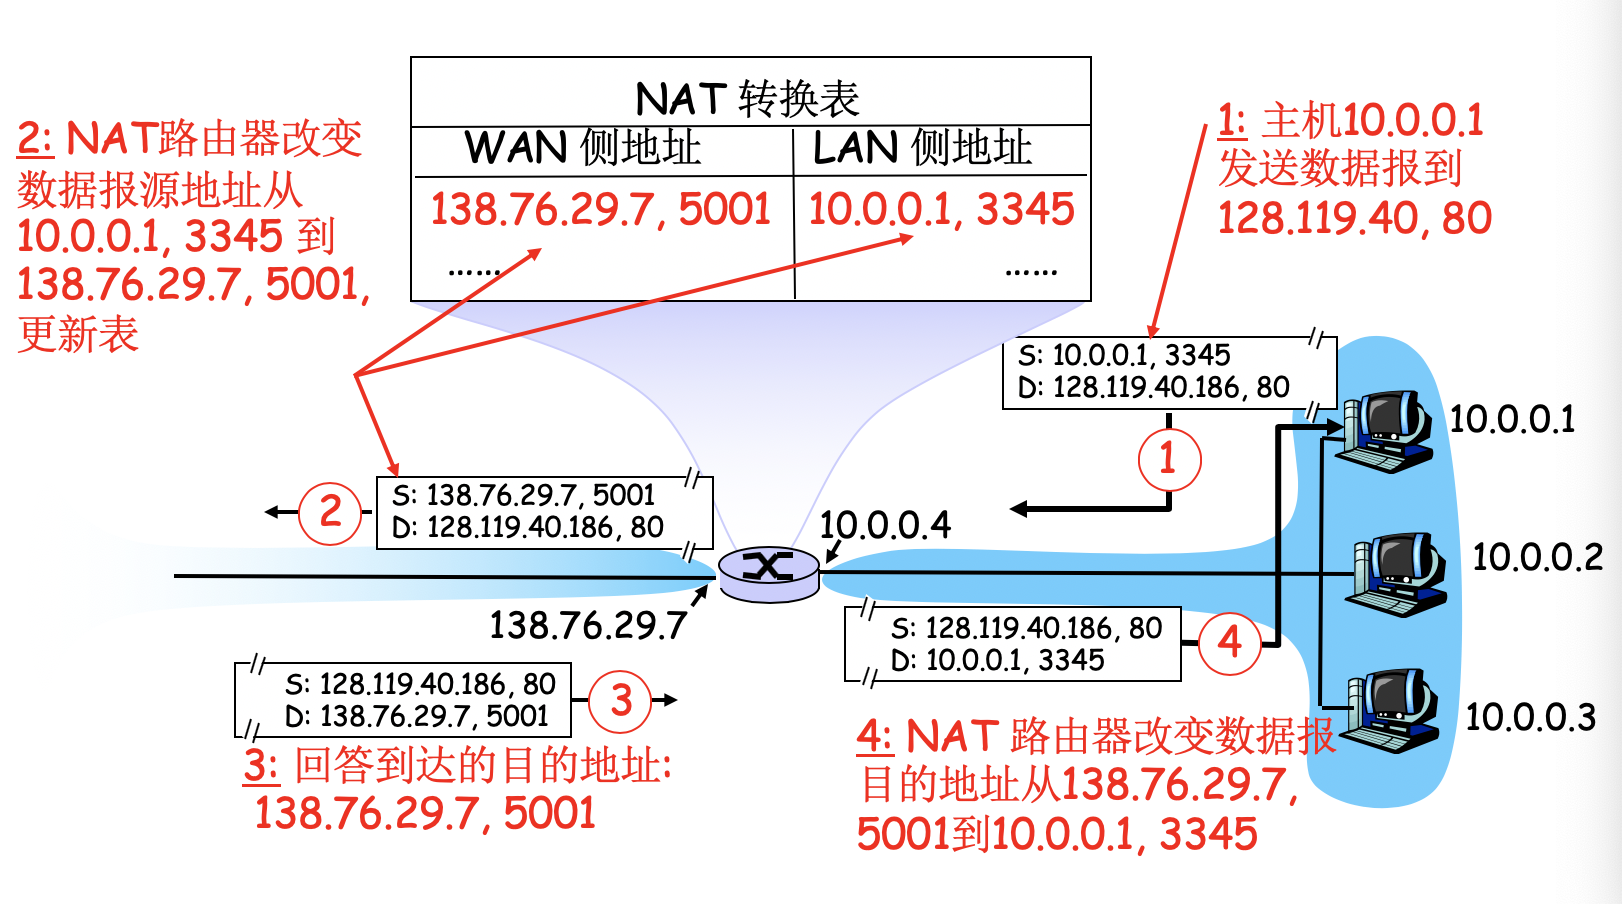 NAT 转换表
WAN 侧地址
LAN 侧地址
138.76.29.7, 5001
10.0.0.1, 3345
……
……
2: NAT路由器改变
数据报源地址从
10.0.0.1, 3345 到
138.76.29.7, 5001,
更新表
1: 主机10.0.0.1
发送数据报到
128.119.40, 80
S: 10.0.0.1, 3345
D: 128.119.40.186, 80
1
10.0.0.1
S: 138.76.29.7, 5001
D: 128.119.40.186, 80
2
10.0.0.4
10.0.0.2
138.76.29.7
S: 128.119.40.186, 80
D: 10.0.0.1, 3345
4
S: 128.119.40.186, 80
D: 138.76.29.7, 5001
3
10.0.0.3
3: 回答到达的目的地址:
138.76.29.7, 5001
4: NAT 路由器改变数据报
目的地址从138.76.29.7,
5001到10.0.0.1, 3345